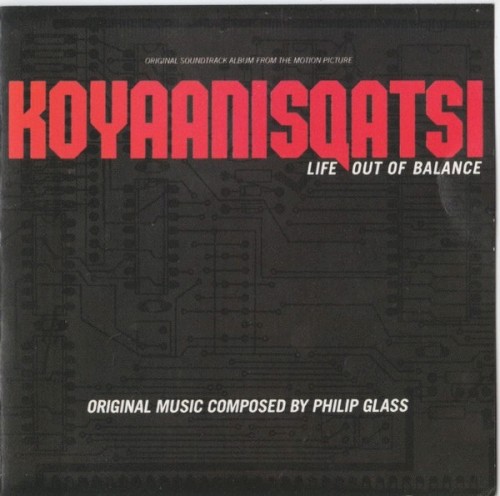 ORIGINAL SOUNDTRACK ALBUM FROM THE MOTION PICTURE
KOYAANISQATSI
LIFE OUT OF BALANCE
ORIGINAL MUSIC COMPOSED BY PHILIP GLASS